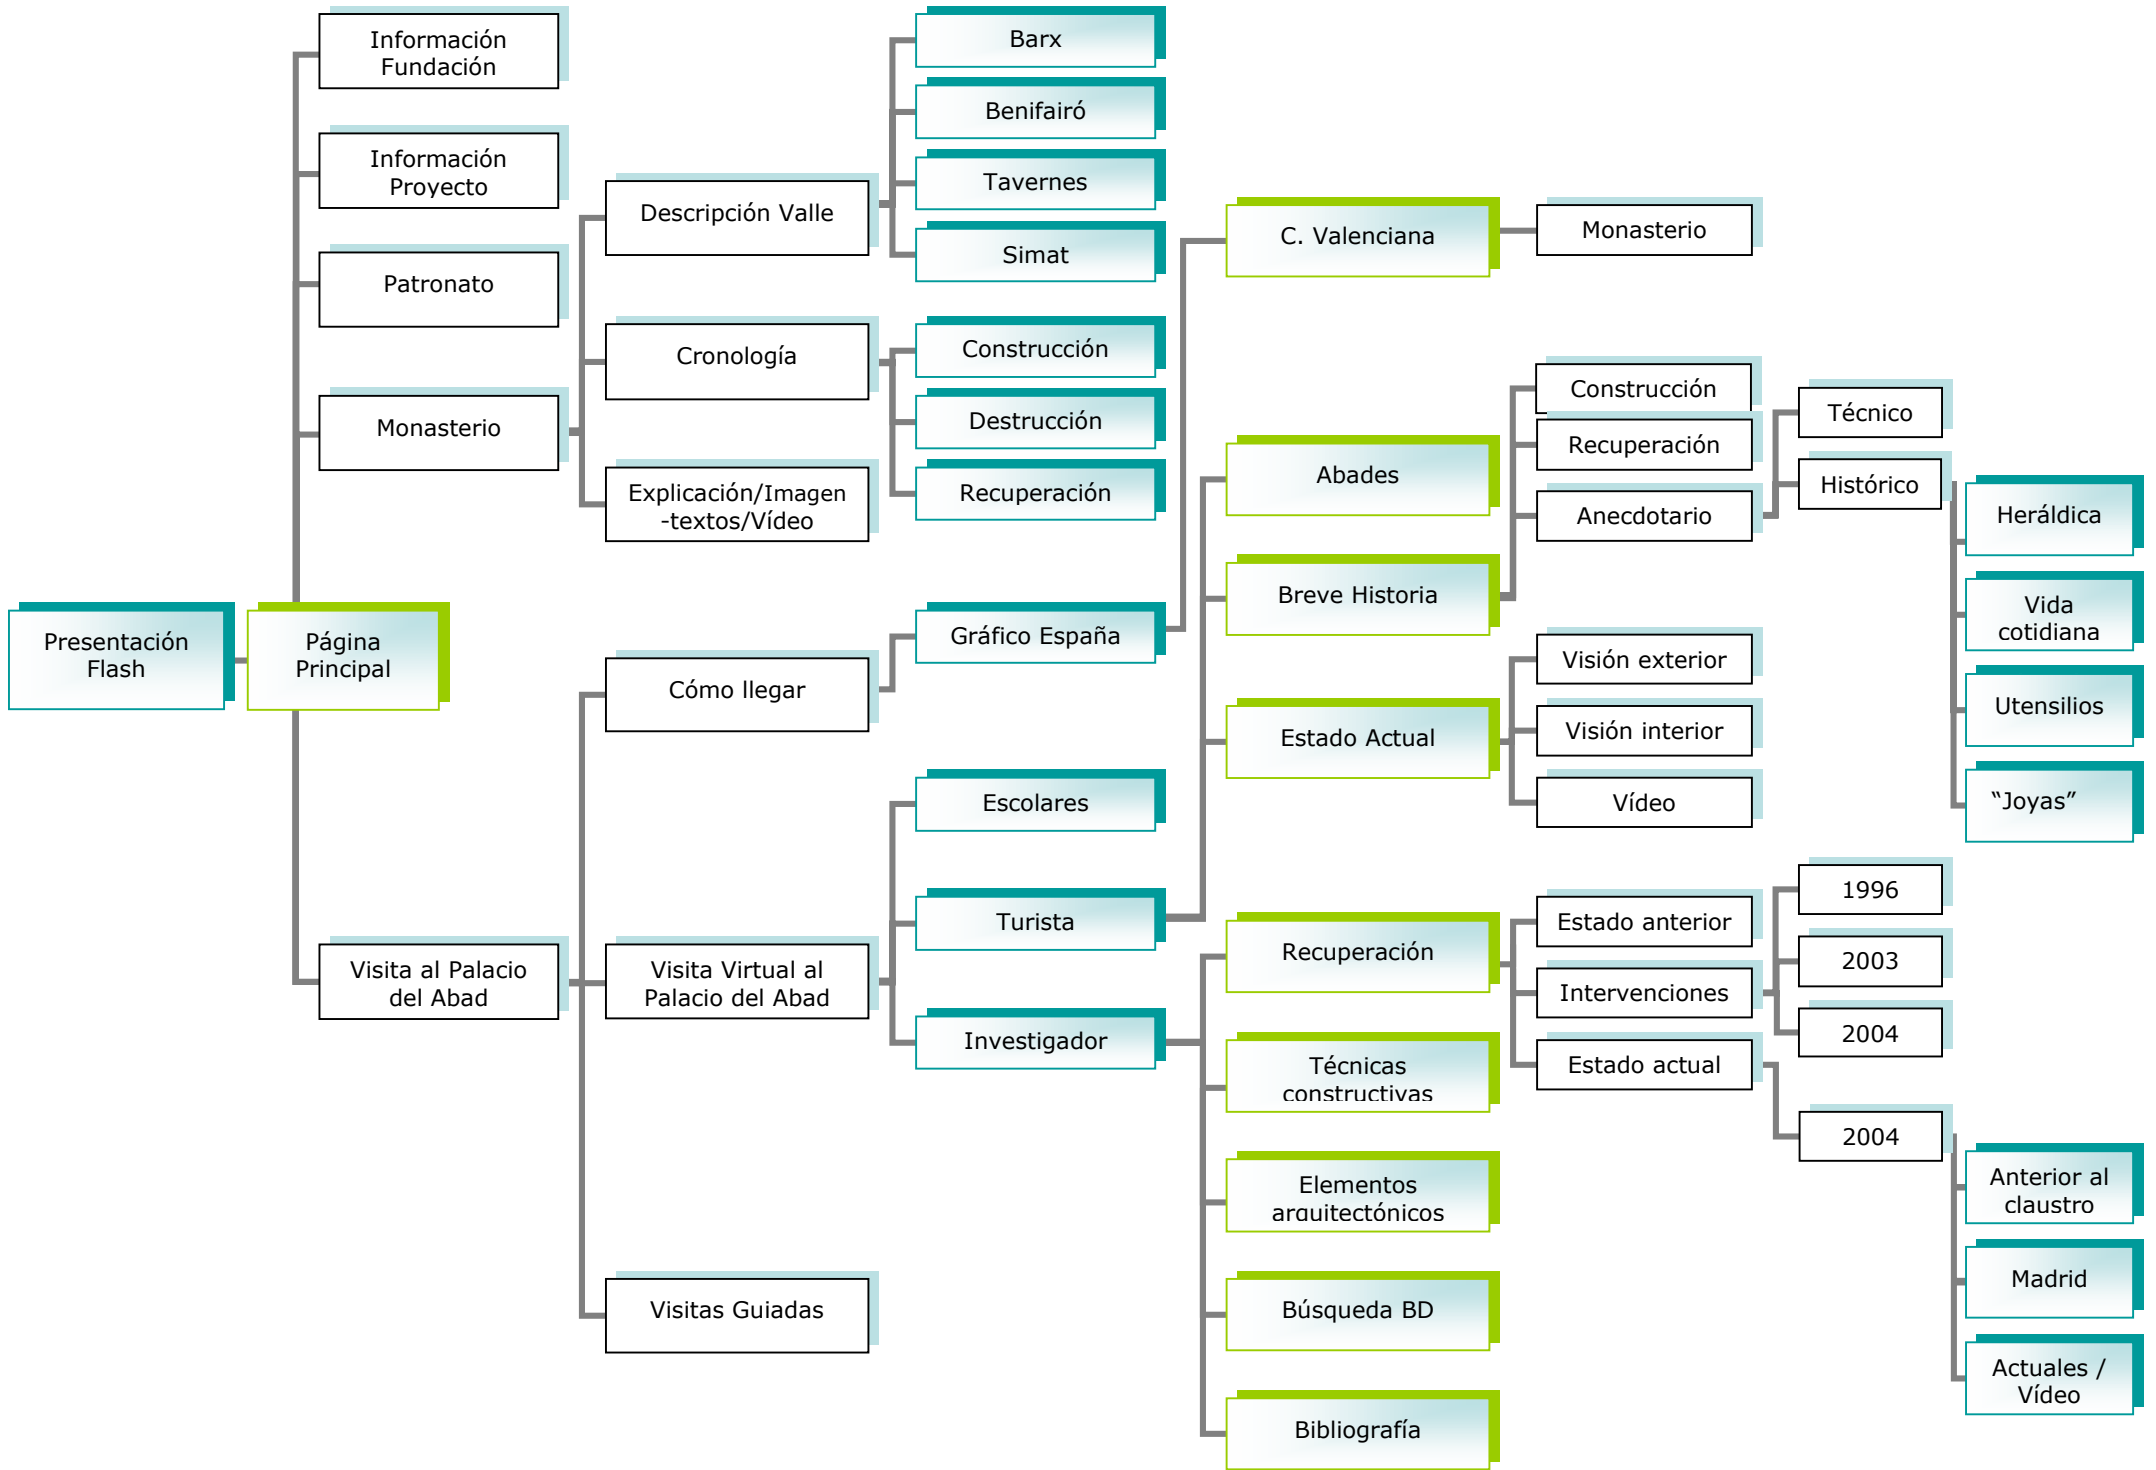 Presentación
Flash
Página
Principal
Información
Fundación
Información
Proyecto
Patronato
Monasterio
Visita al Palacio
del Abad
Descripción Valle
Cronología
Explicación/Imagen
-textos/Vídeo
Cómo llegar
Visita Virtual al
Palacio del Abad
Visitas Guiadas
Barx
Benifairó
Tavernes
Simat
Construcción
Destrucción
Recuperación
Gráfico España
Escolares
Turista
Investigador
C. Valenciana
Abades
Breve Historia
Estado Actual
Recuperación
Técnicas
constructivas
Elementos
arquitectónicos
Búsqueda BD
Bibliografía
Monasterio
Construcción
Recuperación
Anecdotario
Visión exterior
Visión interior
Vídeo
Estado anterior
Intervenciones
Estado actual
Técnico
Histórico
1996
2003
2004
2004
Heráldica
Vida
cotidiana
Utensilios
“Joyas”
Anterior al
claustro
Madrid
Actuales /
Vídeo